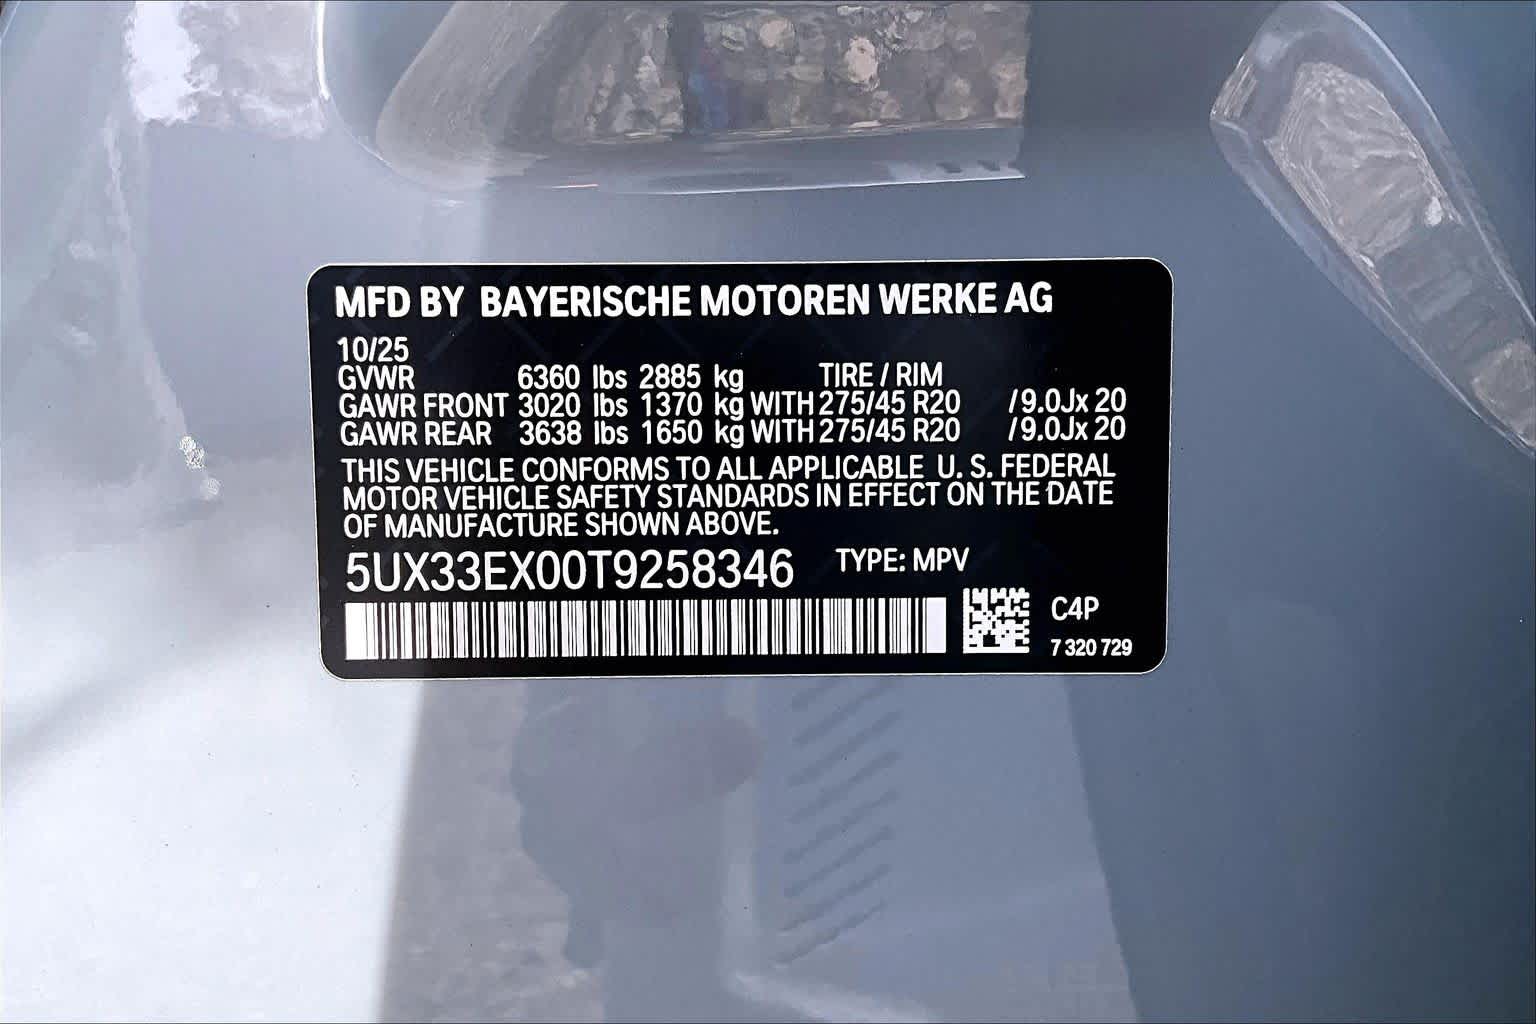 MFD BY BAYERISCHE MOTOREN WERKE AG
10/25
GVWR 6360 lbs 2885 kg TIRE / RIM
GAWR FRONT 3020 lbs 1370 kg WITH 275/45 R20 /9.0Jx 20
GAWR REAR 3638 lbs 1650 kg WITH 275/45 R20 /9.0Jx 20
THIS VEHICLE CONFORMS TO ALL APPLICABLE U. S. FEDERAL
MOTOR VEHICLE SAFETY STANDARDS IN EFFECT ON THE DATE
OF MANUFACTURE SHOWN ABOVE.
5UX33EX00T9258346 TYPE: MPV
C4P
7 320 729